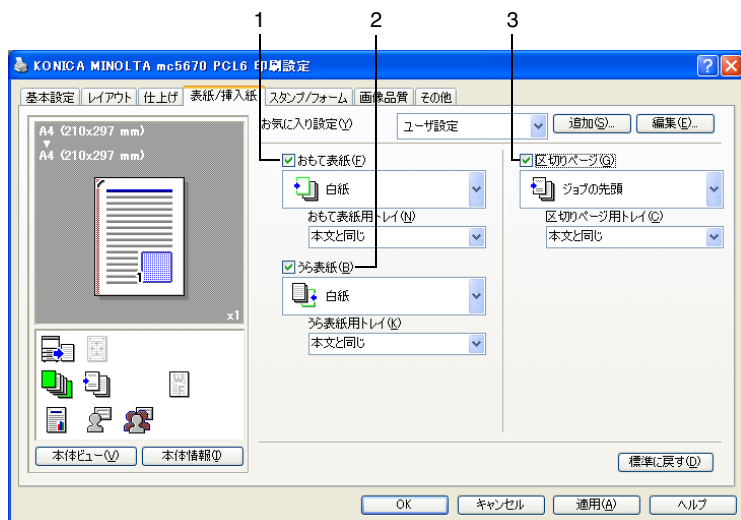 1 2 3
KONICA MINOLTA mc5670 PCL6 印刷設定
基本設定 レイアウト 仕上げ 表紙/挿入紙 スタンプ/フォーム 画像品質 その他
A4 (210x297 mm)
A4 (210x297 mm)
1
x1
本体ビュー(V) 本体情報(I)
お気に入り設定(Y) ユーザ設定 追加(S)... 編集(E)...
おもて表紙(F)
白紙
おもて表紙用トレイ(N)
本文と同じ
うら表紙(B)
白紙
うら表紙用トレイ(K)
本文と同じ
区切りページ(G)
ジョブの先頭
区切りページ用トレイ(C)
本文と同じ
標準に戻す(D)
OK キャンセル 適用(A) ヘルプ